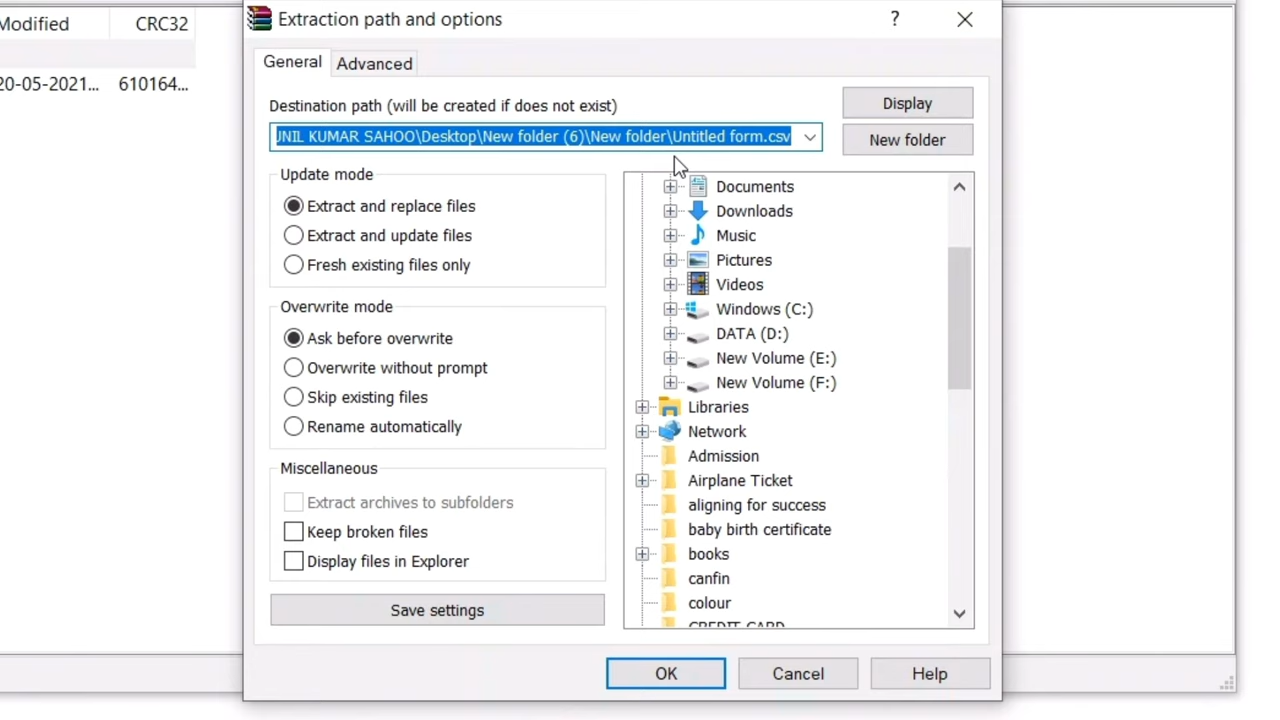 Modified CRC32
20-05-2021... 610164...
Extraction path and options ?
General Advanced
Destination path (will be created if does not exist)
Display
KUMAR SAHOO\Desktop\New folder (6)\New folder\Untitled form.csv
New folder
Update mode
Extract and replace files
Extract and update files
Fresh existing files only
Overwrite mode
Ask before overwrite
Overwrite without prompt
Skip existing files
Rename automatically
Miscellaneous
Extract archives to subfolders
Keep broken files
Display files in Explorer
Save settings
Documents
Downloads
Music
Pictures
Videos
Windows (C:)
DATA (D:)
New Volume (E:)
New Volume (F:)
Libraries
Network
Admission
Airplane Ticket
aligning for success
baby birth certificate
books
canfin
colour
CREDIT CARD
OK Cancel Help